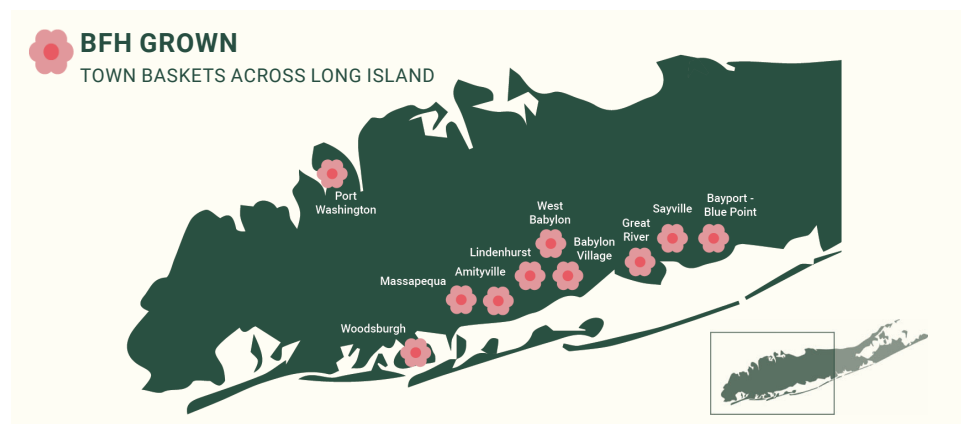 BFH GROWN
TOWN BASKETS ACROSS LONG ISLAND
Port
Washington
West
Babylon
Great
River
Sayville
Bayport -
Blue Point
Lindenhurst
Babylon
Village
Massapequa
Amityville
Woodsburgh